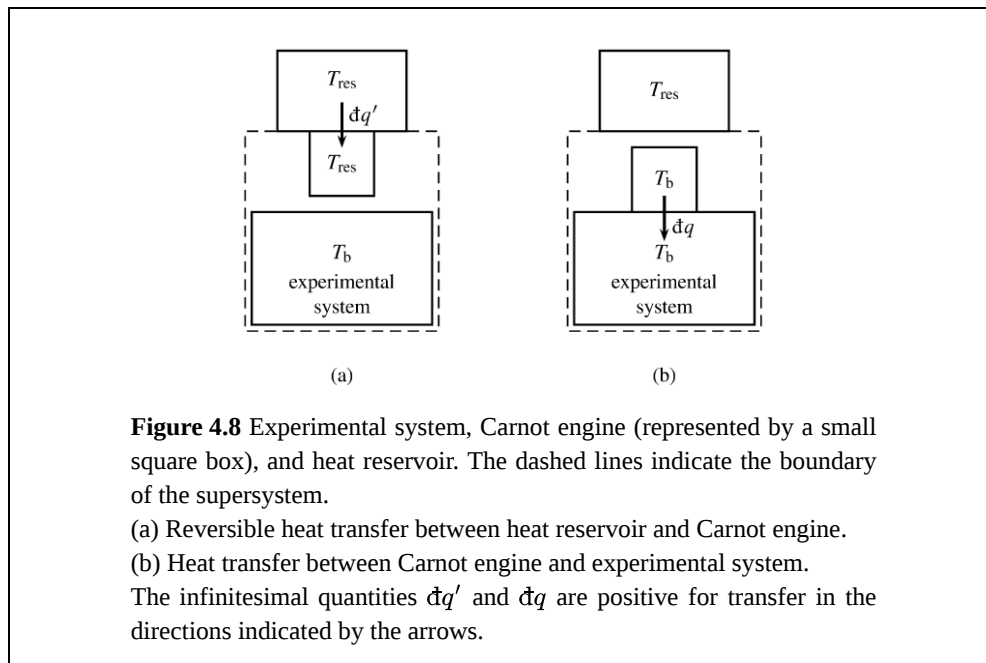 T_res
đq′
T_res
T_b
experimental
system
(a)
T_res
T_b
đq
T_b
experimental
system
(b)
Figure 4.8 Experimental system, Carnot engine (represented by a small
square box), and heat reservoir. The dashed lines indicate the boundary
of the supersystem.
(a) Reversible heat transfer between heat reservoir and Carnot engine.
(b) Heat transfer between Carnot engine and experimental system.
The infinitesimal quantities đq′ and đq are positive for transfer in the
directions indicated by the arrows.